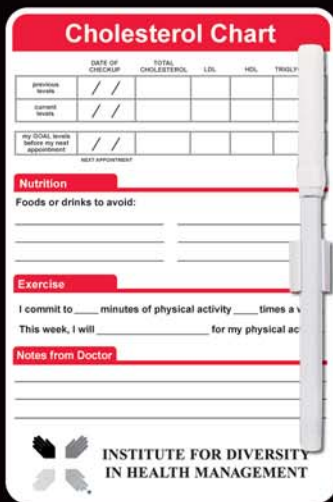 Cholesterol Chart
DATE OF CHECKUP TOTAL CHOLESTEROL LDL HDL
previous levels / /
current levels / /
my GOAL levels before my next appointment / /
NEXT APPOINTMENT
Nutrition
Foods or drinks to avoid:
Exercise
I commit to ____ minutes of physical activity ____ times a
This week, I will ____ for my physical
Notes from Doctor
INSTITUTE FOR DIVERSITY
IN HEALTH MANAGEMENT